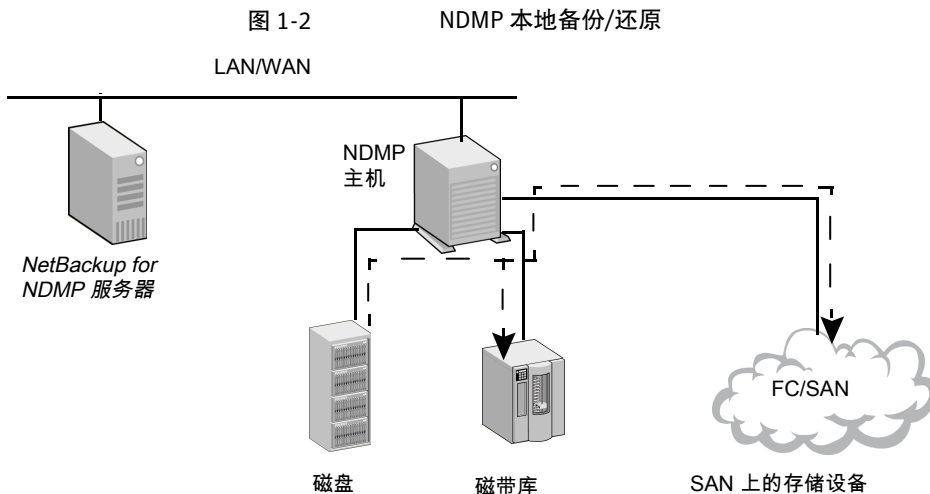 图 1-2 NDMP 本地备份/还原
LAN/WAN
NDMP
主机
NetBackup for
NDMP 服务器
FC/SAN
磁盘
磁带库
SAN 上的存储设备